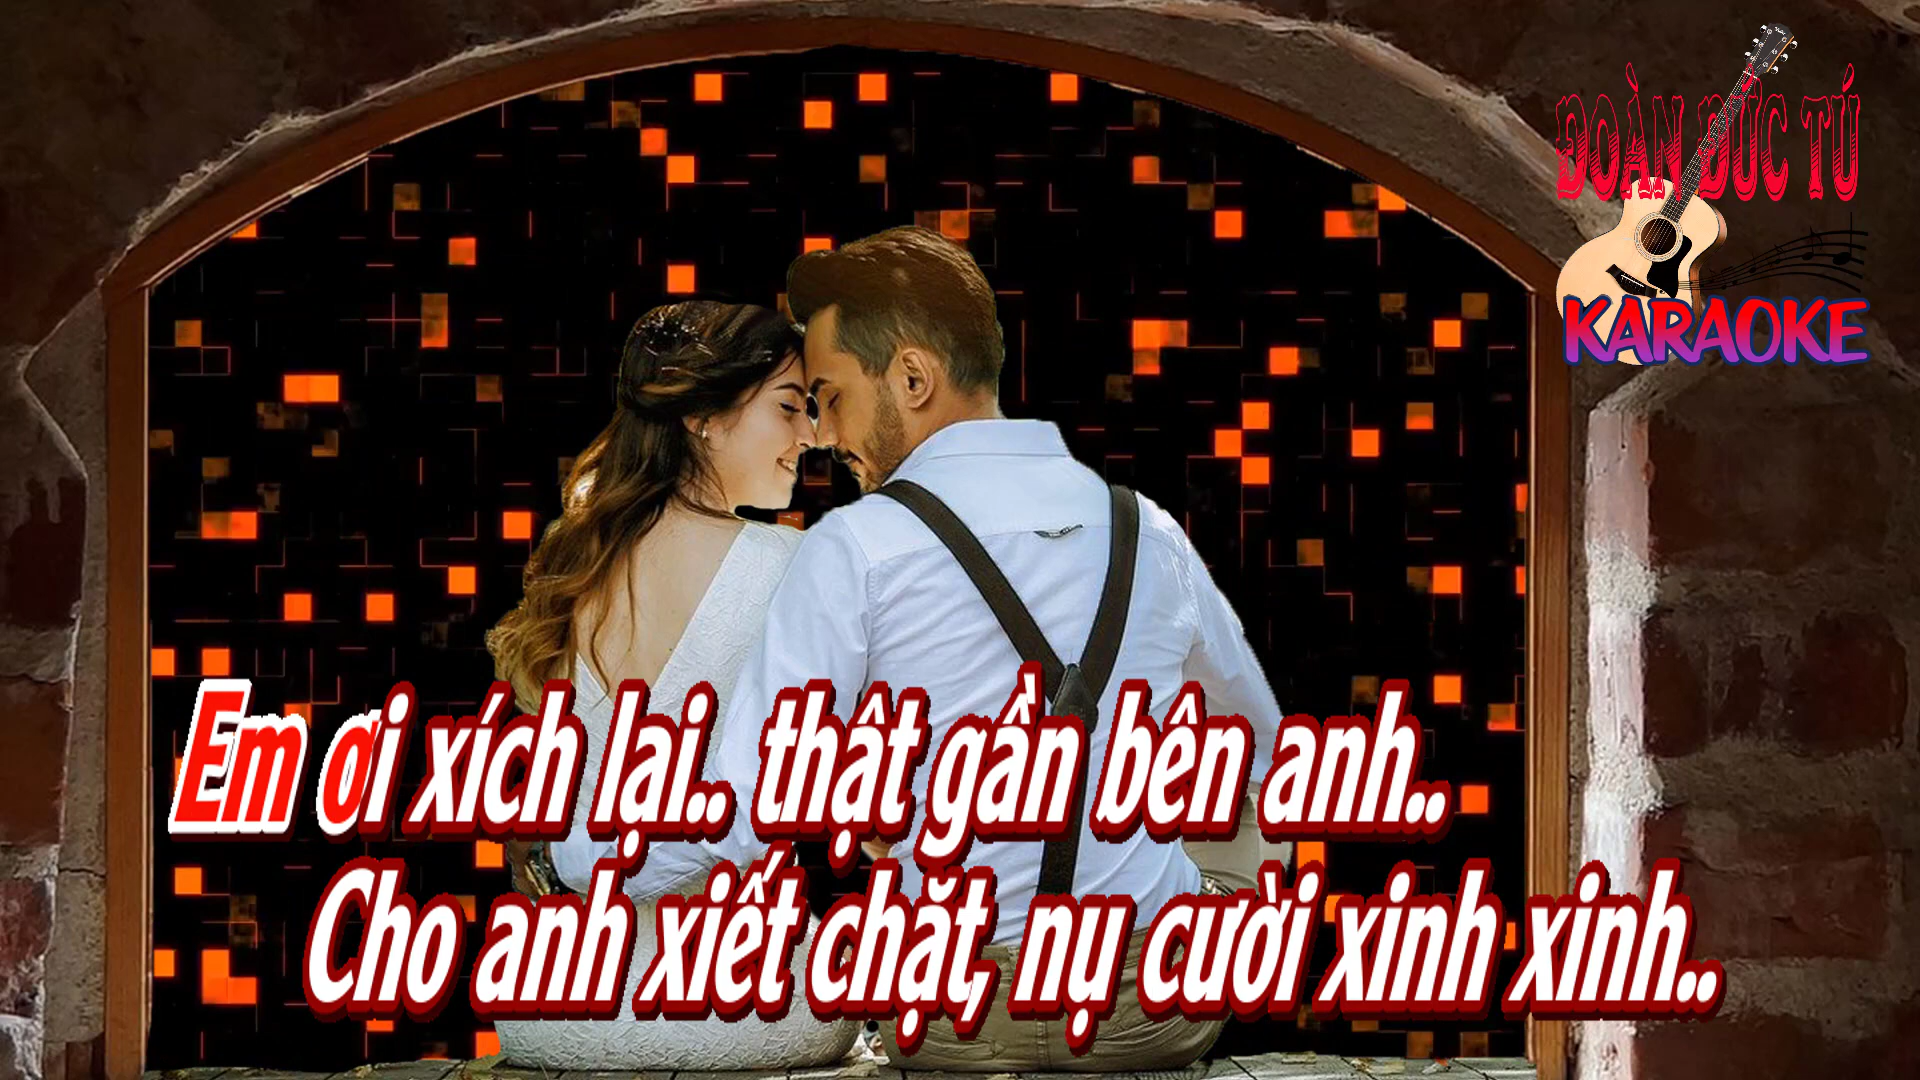 ĐOÀN ĐỨC TÚ
KARAOKE
Em ơi xích lại.. thật gần bên anh..
Cho anh xiết chặt, nụ cười xinh xinh..